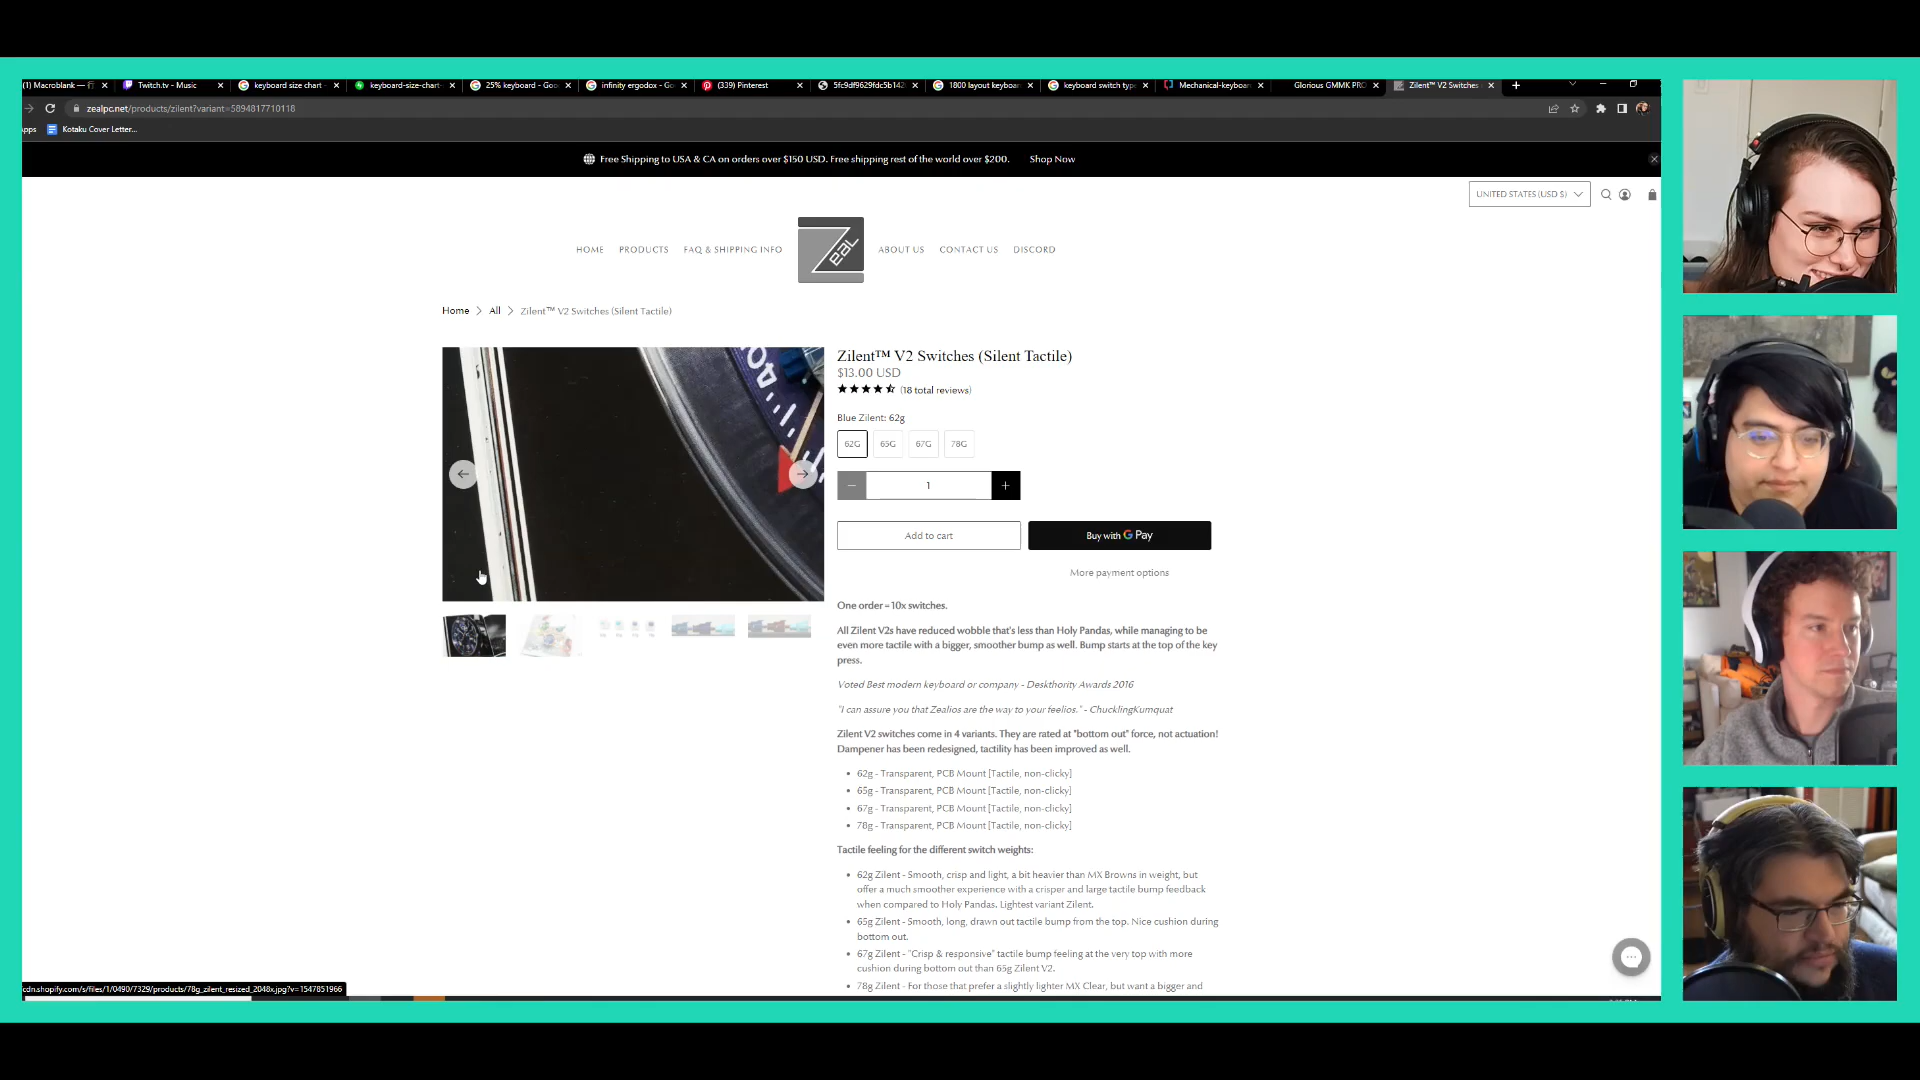 (1) Macroblank —
Twitch.tv - Music
keyboard size chart
keyboard-size-chart-
25% keyboard - Goo
infinity ergodox - Go
(339) Pinterest
1800 layout keyboar
keyboard switch type
Mechanical-keyboar
Glorious GMMK PRO
Zilent™ V2 Switches
zealpc.net/products/zilent?variant=5894817710118
Apps
Kotaku Cover Letter...
Free Shipping to USA & CA on orders over $150 USD. Free shipping rest of the world over $200. Shop Now
UNITED STATES (USD $)
HOME PRODUCTS FAQ & SHIPPING INFO Zeal ABOUT US CONTACT US DISCORD
Home > All > Zilent™ V2 Switches (Silent Tactile)
Zilent™ V2 Switches (Silent Tactile)
$13.00 USD
(18 total reviews)
Blue Zilent: 62g
62G 65G 67G 78G
1
Add to cart
Buy with G Pay
More payment options
One order = 10x switches.
All Zilent V2s have reduced wobble that's less than Holy Pandas, while managing to be
even more tactile with a bigger, smoother bump as well. Bump starts at the top of the key
press.
Voted Best modern keyboard or company - Deskthority Awards 2016
"I can assure you that Zealios are the way to your feelios." - ChucklingKumquat
Zilent V2 switches come in 4 variants. They are rated at "bottom out" force, not actuation!
Dampener has been redesigned, tactility has been improved as well.
62g - Transparent, PCB Mount [Tactile, non-clicky]
65g - Transparent, PCB Mount [Tactile, non-clicky]
67g - Transparent, PCB Mount [Tactile, non-clicky]
78g - Transparent, PCB Mount [Tactile, non-clicky]
Tactile feeling for the different switch weights:
62g Zilent - Smooth, crisp and light, a bit heavier than MX Browns in weight, but
offer a much smoother experience with a crisper and large tactile bump feedback
when compared to Holy Pandas. Lightest variant Zilent.
65g Zilent - Smooth, long, drawn out tactile bump from the top. Nice cushion during
bottom out.
67g Zilent - "Crisp & responsive" tactile bump feeling at the very top with more
cushion during bottom out than 65g Zilent V2.
78g Zilent - For those that prefer a slightly lighter MX Clear, but want a bigger and
cdn.shopify.com/s/files/1/0490/7329/products/78g_zilent_resized_2048x.jpg?v=1547851966